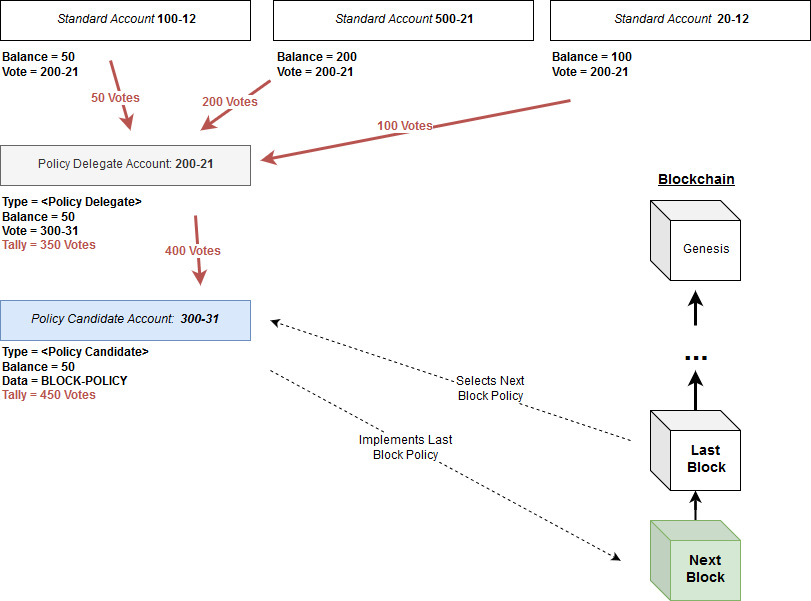 Standard Account 100-12
Standard Account 500-21
Standard Account 20-12
Balance = 50
Vote = 200-21
Balance = 200
Vote = 200-21
Balance = 100
Vote = 200-21
50 Votes
200 Votes
100 Votes
Policy Delegate Account: 200-21
Type = <Policy Delegate>
Balance = 50
Vote = 300-31
Tally = 350 Votes
400 Votes
Policy Candidate Account: 300-31
Type = <Policy Candidate>
Balance = 50
Data = BLOCK-POLICY
Tally = 450 Votes
Selects Next
Block Policy
Implements Last
Block Policy
Blockchain
Genesis
...
Last
Block
Next
Block